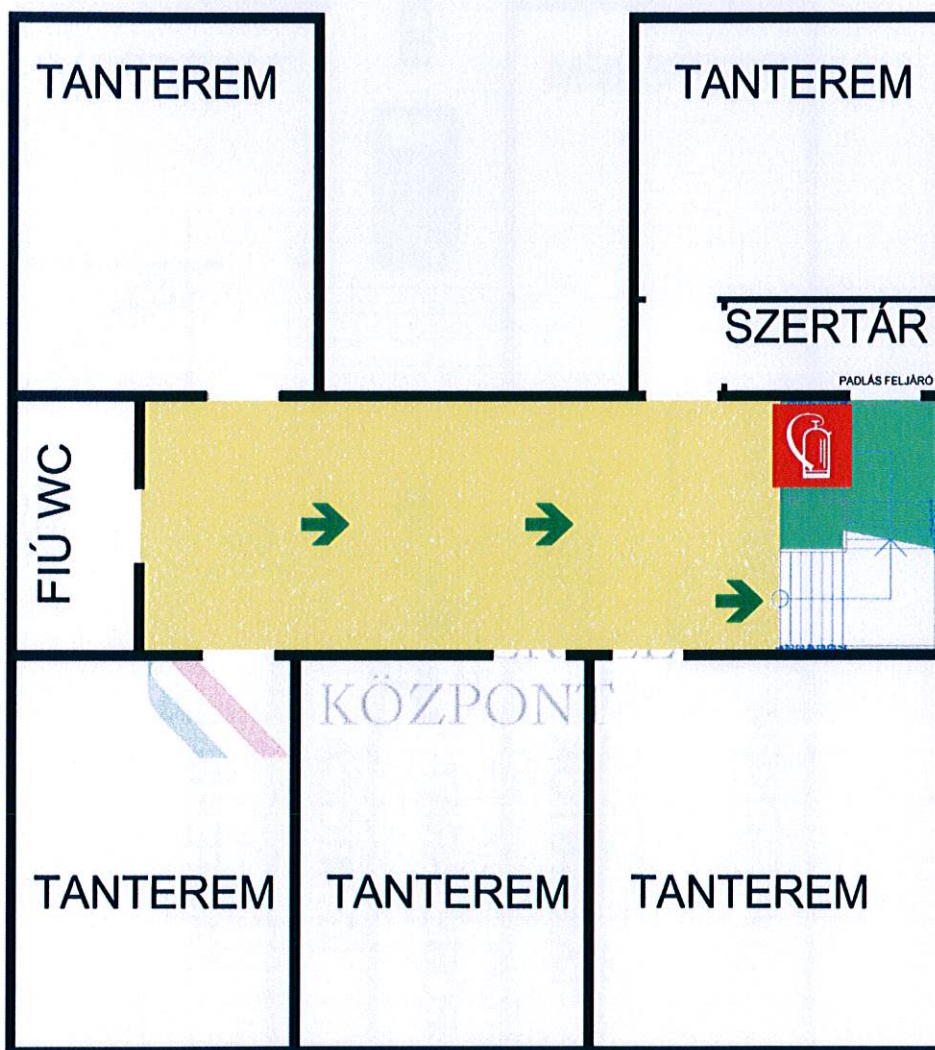 TANTEREM
TANTEREM
SZERTÁR
PADLÁS FELJÁRÓ
FIÚ WC
KÖZPONT
TANTEREM
TANTEREM
TANTEREM